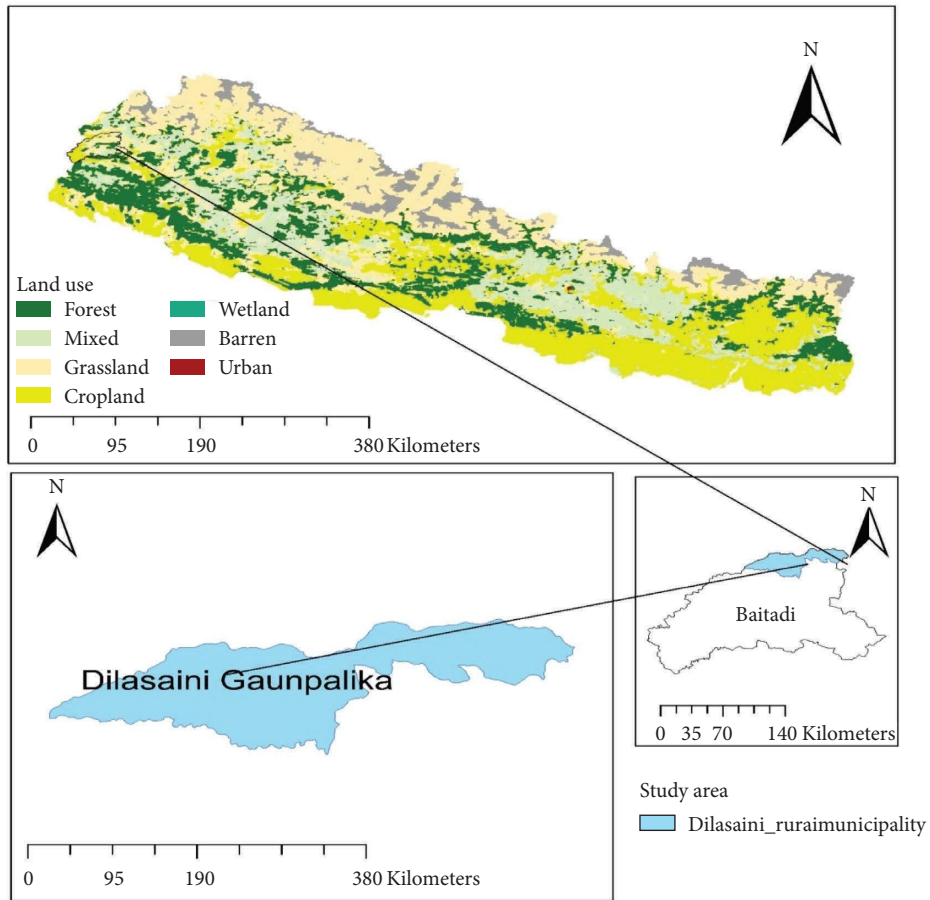 N
Land use
Forest
Mixed
Grassland
Cropland
Wetland
Barren
Urban
0 95 190 380 Kilometers
N
Dilasaini Gaunpalika
0 95 190 380 Kilometers
N
Baitadi
0 35 70 140 Kilometers
Study area
Dilasaini_ruraimunicipality